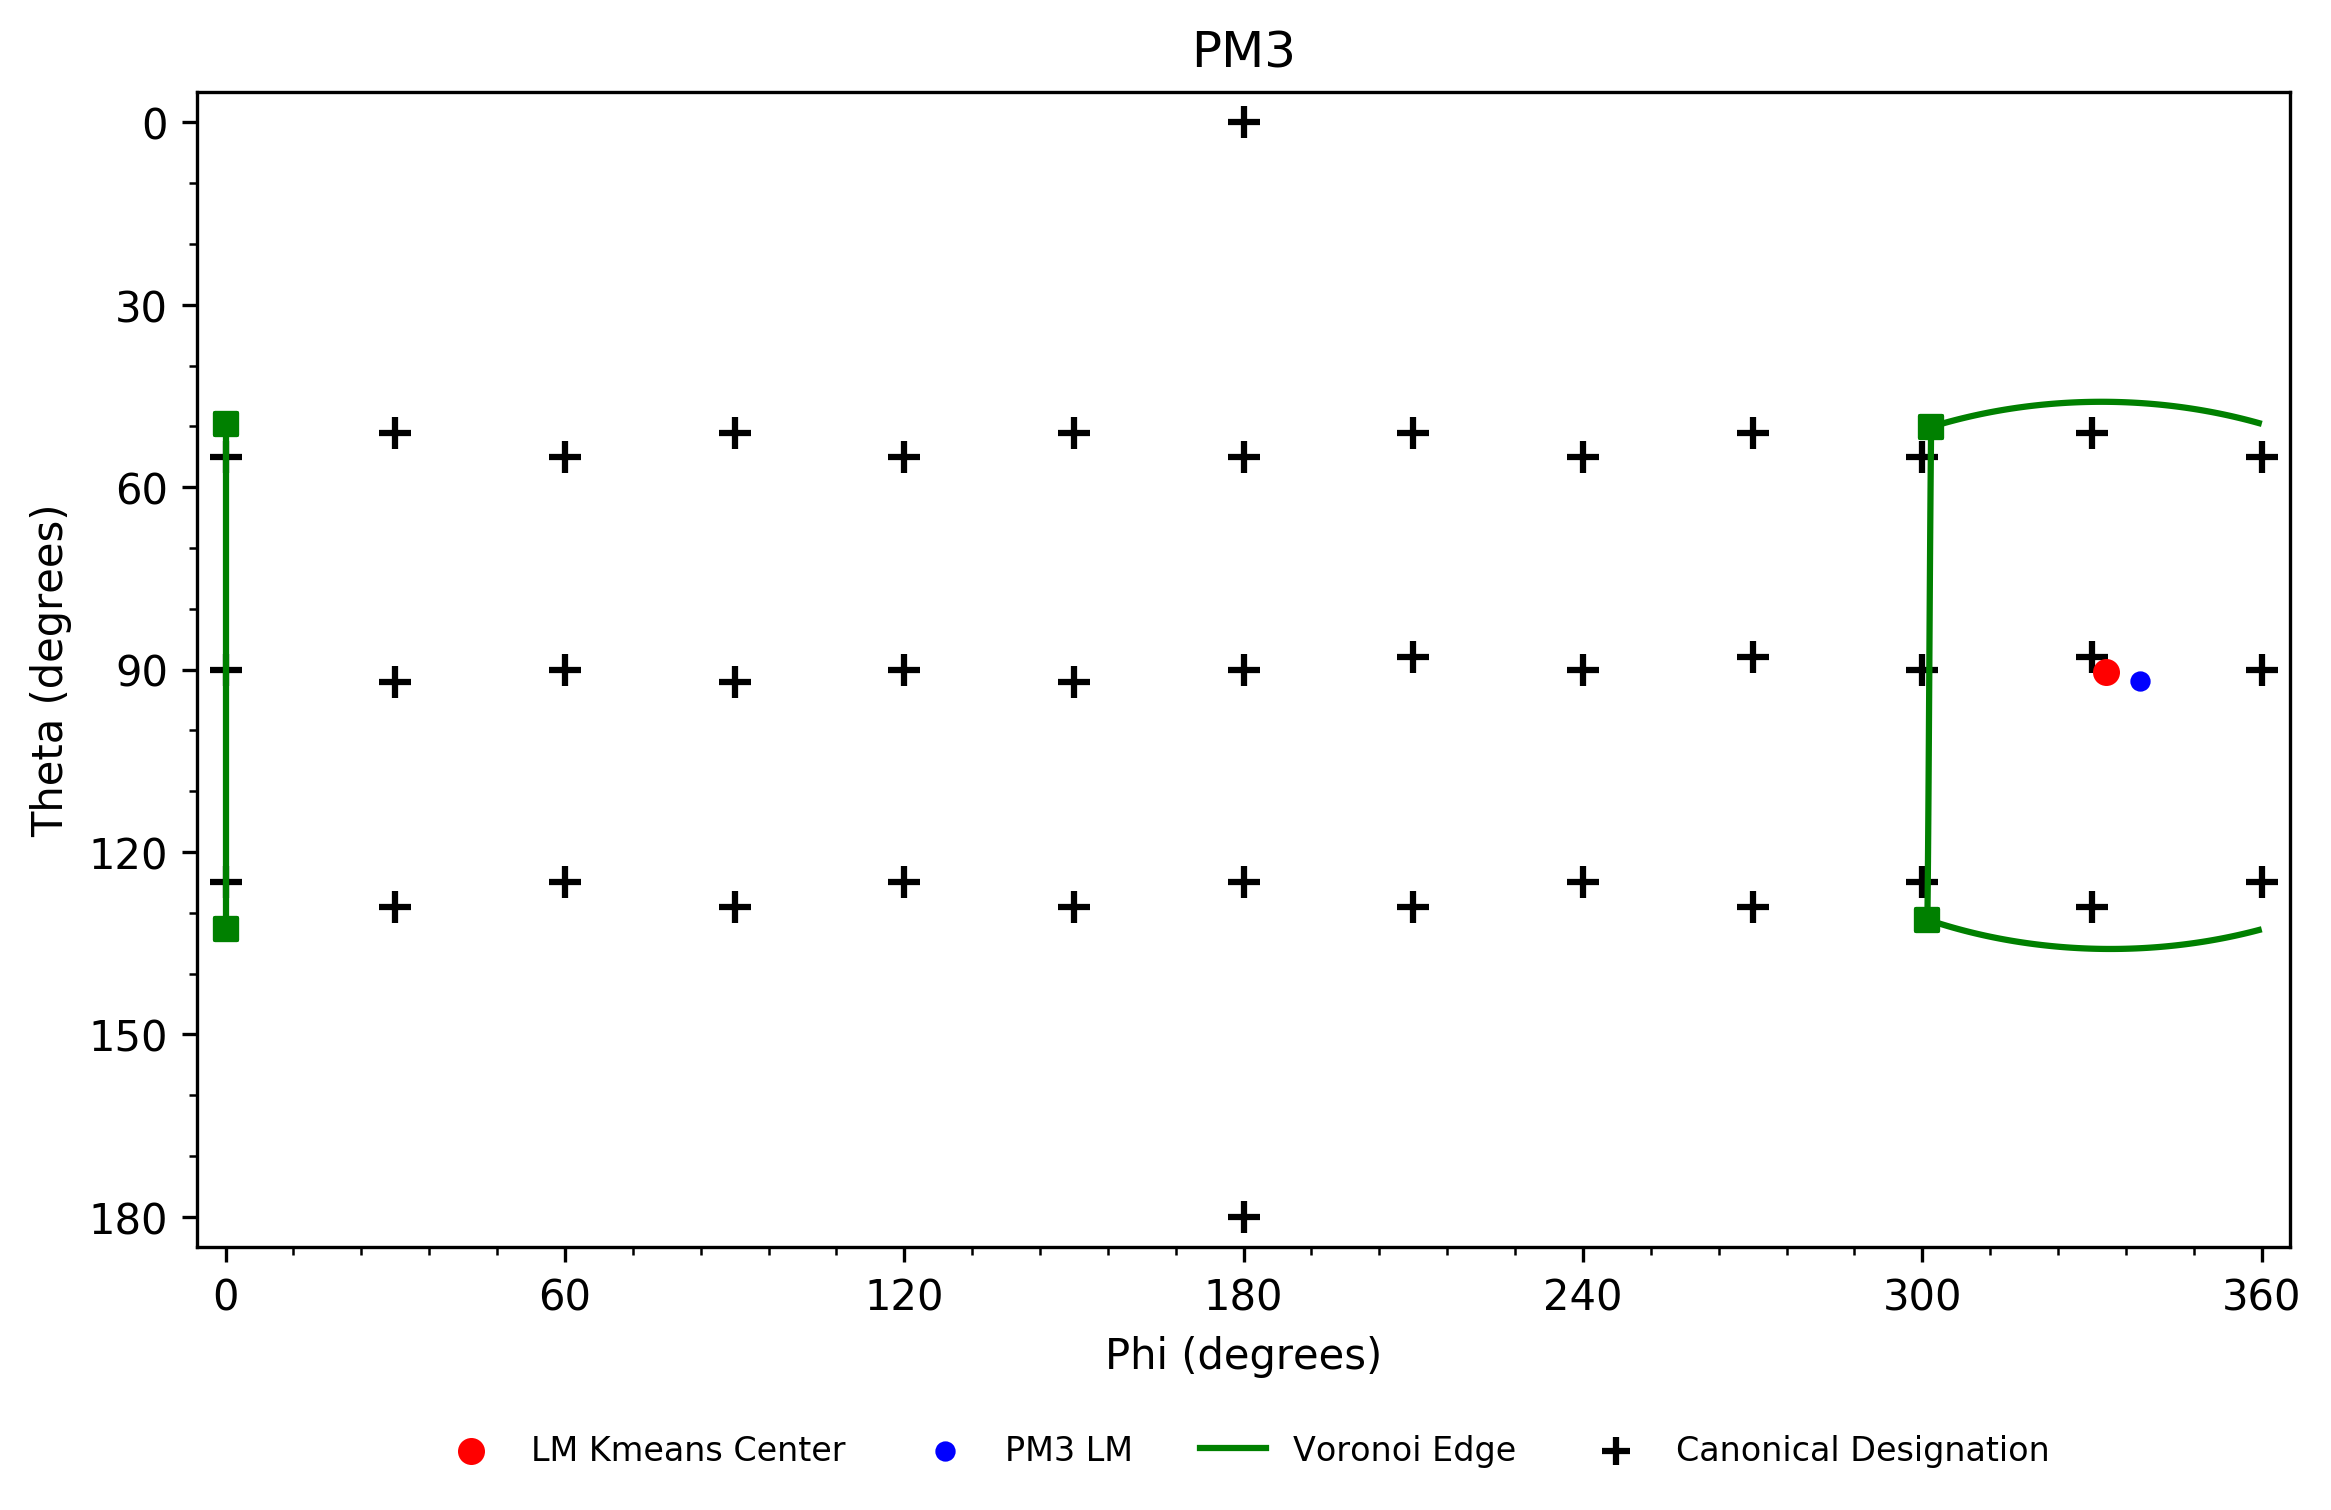 PM3
0
30
60
90
120
150
180
Theta (degrees)
0 60 120 180 240 300 360
Phi (degrees)
LM Kmeans Center PM3 LM Voronoi Edge Canonical Designation